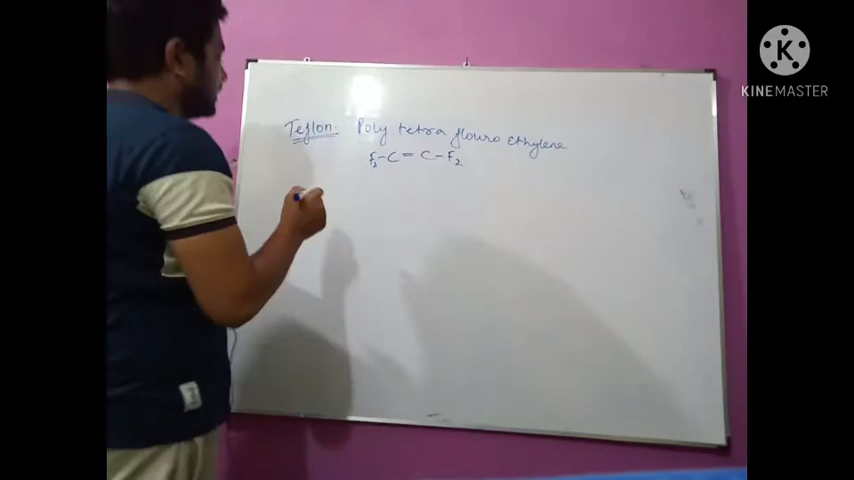 Teflon: Poly tetra flouro ethylene
F₂-C = C-F₂
K
KINEMASTER